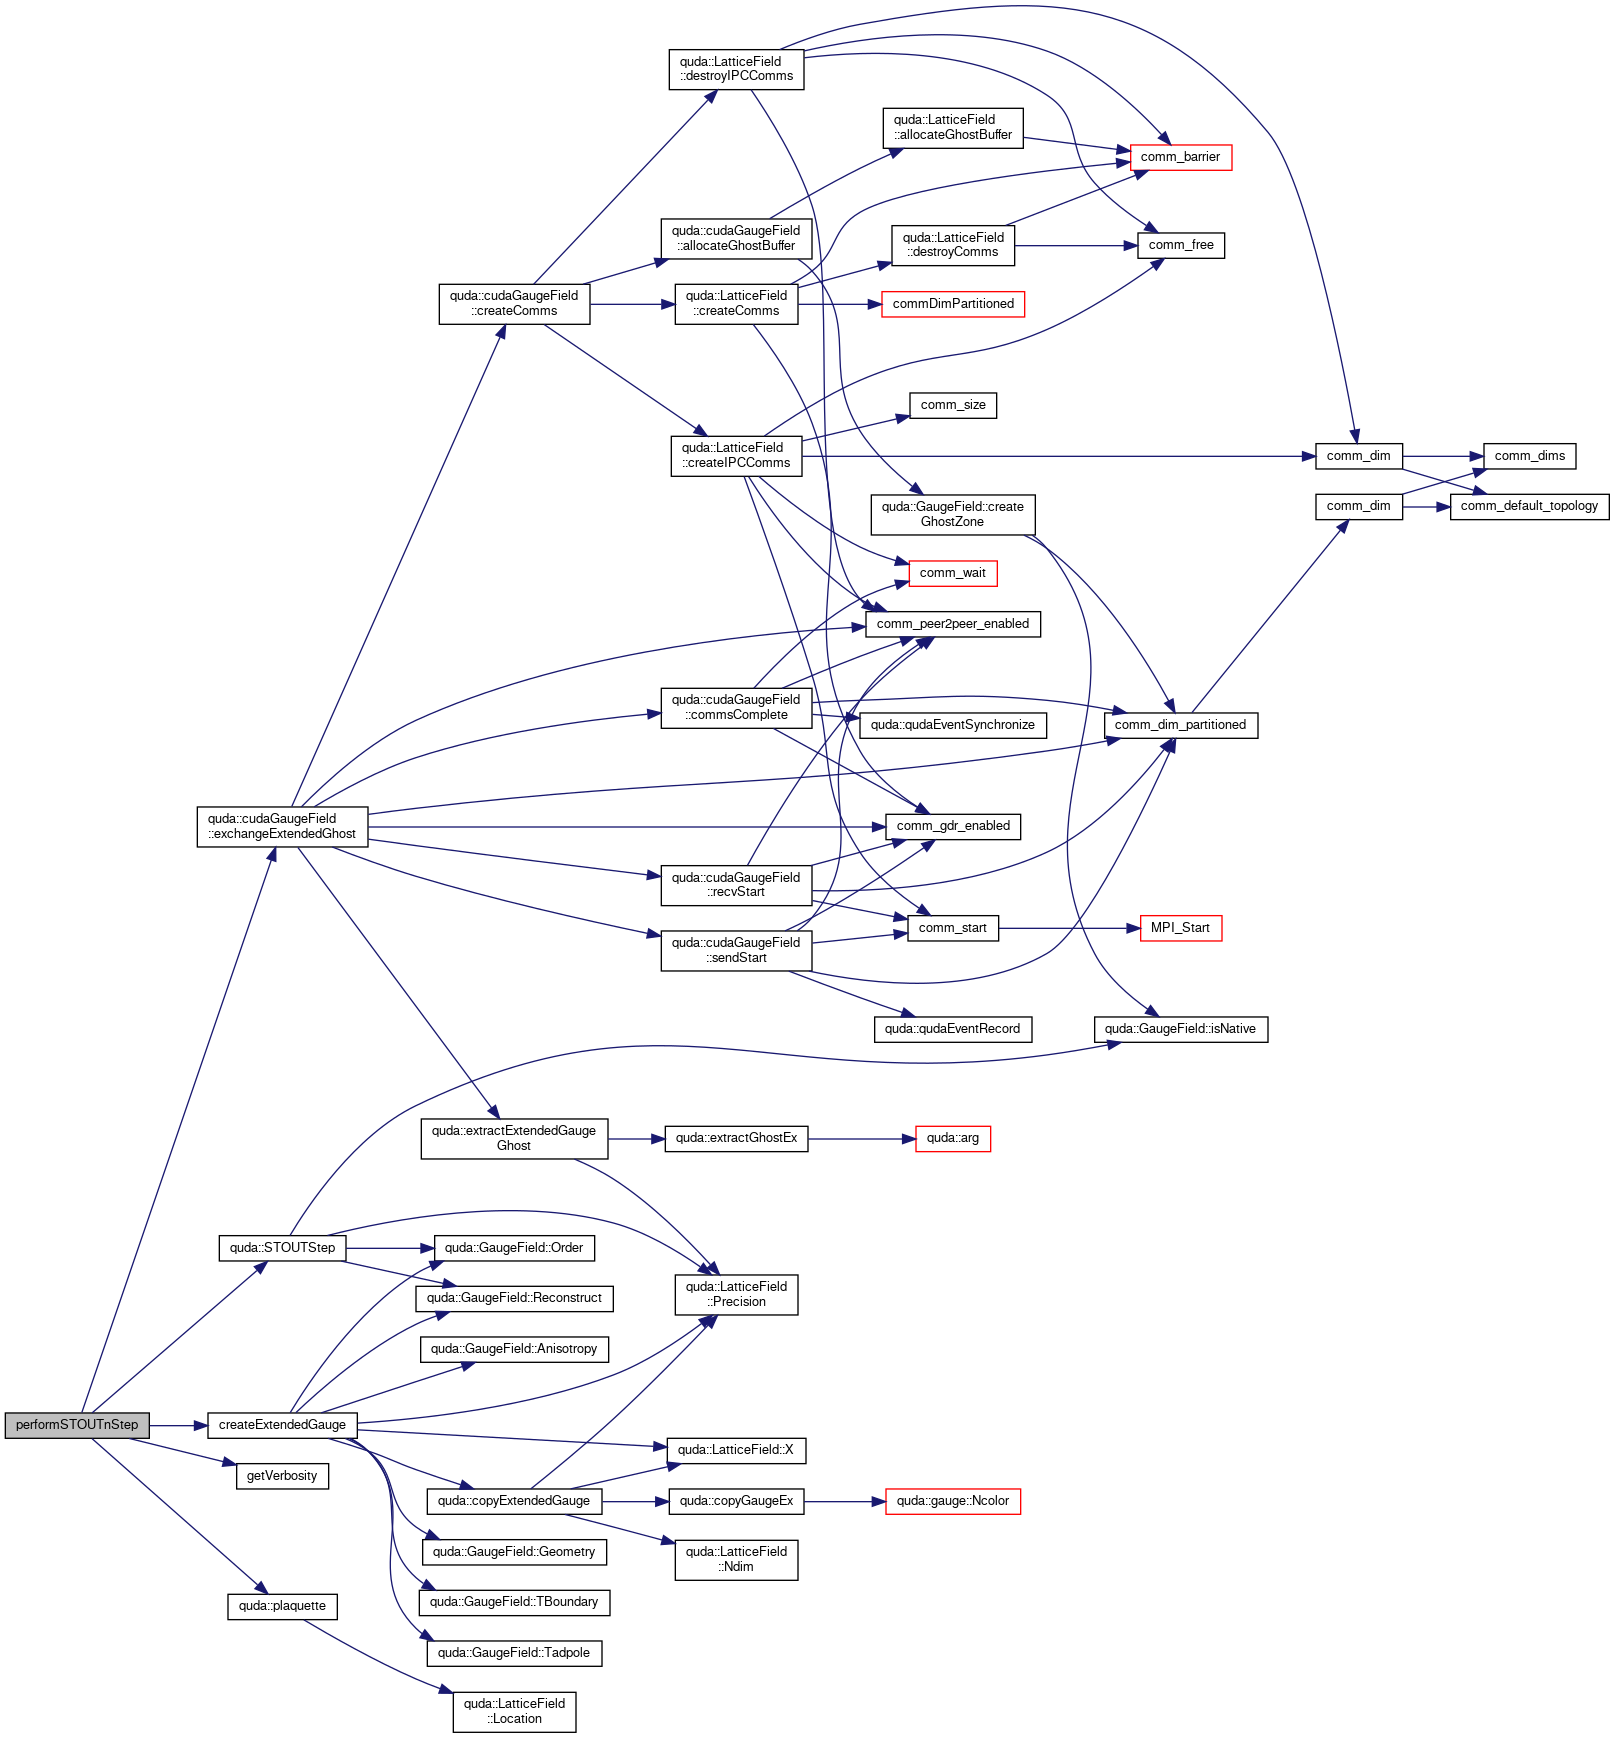 quda::LatticeField
::destroyIPCComms
quda::LatticeField
::allocateGhostBuffer
comm_barrier
quda::cudaGaugeField
::allocateGhostBuffer
quda::LatticeField
::destroyComms
comm_free
quda::cudaGaugeField
::createComms
quda::LatticeField
::createComms
commDimPartitioned
comm_size
quda::LatticeField
::createIPCComms
comm_dim
comm_dims
quda::GaugeField::create
GhostZone
comm_dim
comm_default_topology
comm_wait
comm_peer2peer_enabled
quda::cudaGaugeField
::commsComplete
quda::qudaEventSynchronize
comm_dim_partitioned
quda::cudaGaugeField
::exchangeExtendedGhost
comm_gdr_enabled
quda::cudaGaugeField
::recvStart
comm_start
MPI_Start
quda::cudaGaugeField
::sendStart
quda::qudaEventRecord
quda::GaugeField::isNative
quda::extractExtendedGauge
Ghost
quda::extractGhostEx
quda::arg
quda::STOUTStep
quda::GaugeField::Order
quda::GaugeField::Reconstruct
quda::LatticeField
::Precision
quda::GaugeField::Anisotropy
performSTOUTnStep
createExtendedGauge
quda::LatticeField::X
getVerbosity
quda::copyExtendedGauge
quda::copyGaugeEx
quda::gauge::Ncolor
quda::GaugeField::Geometry
quda::LatticeField
::Ndim
quda::plaquette
quda::GaugeField::TBoundary
quda::GaugeField::Tadpole
quda::LatticeField
::Location